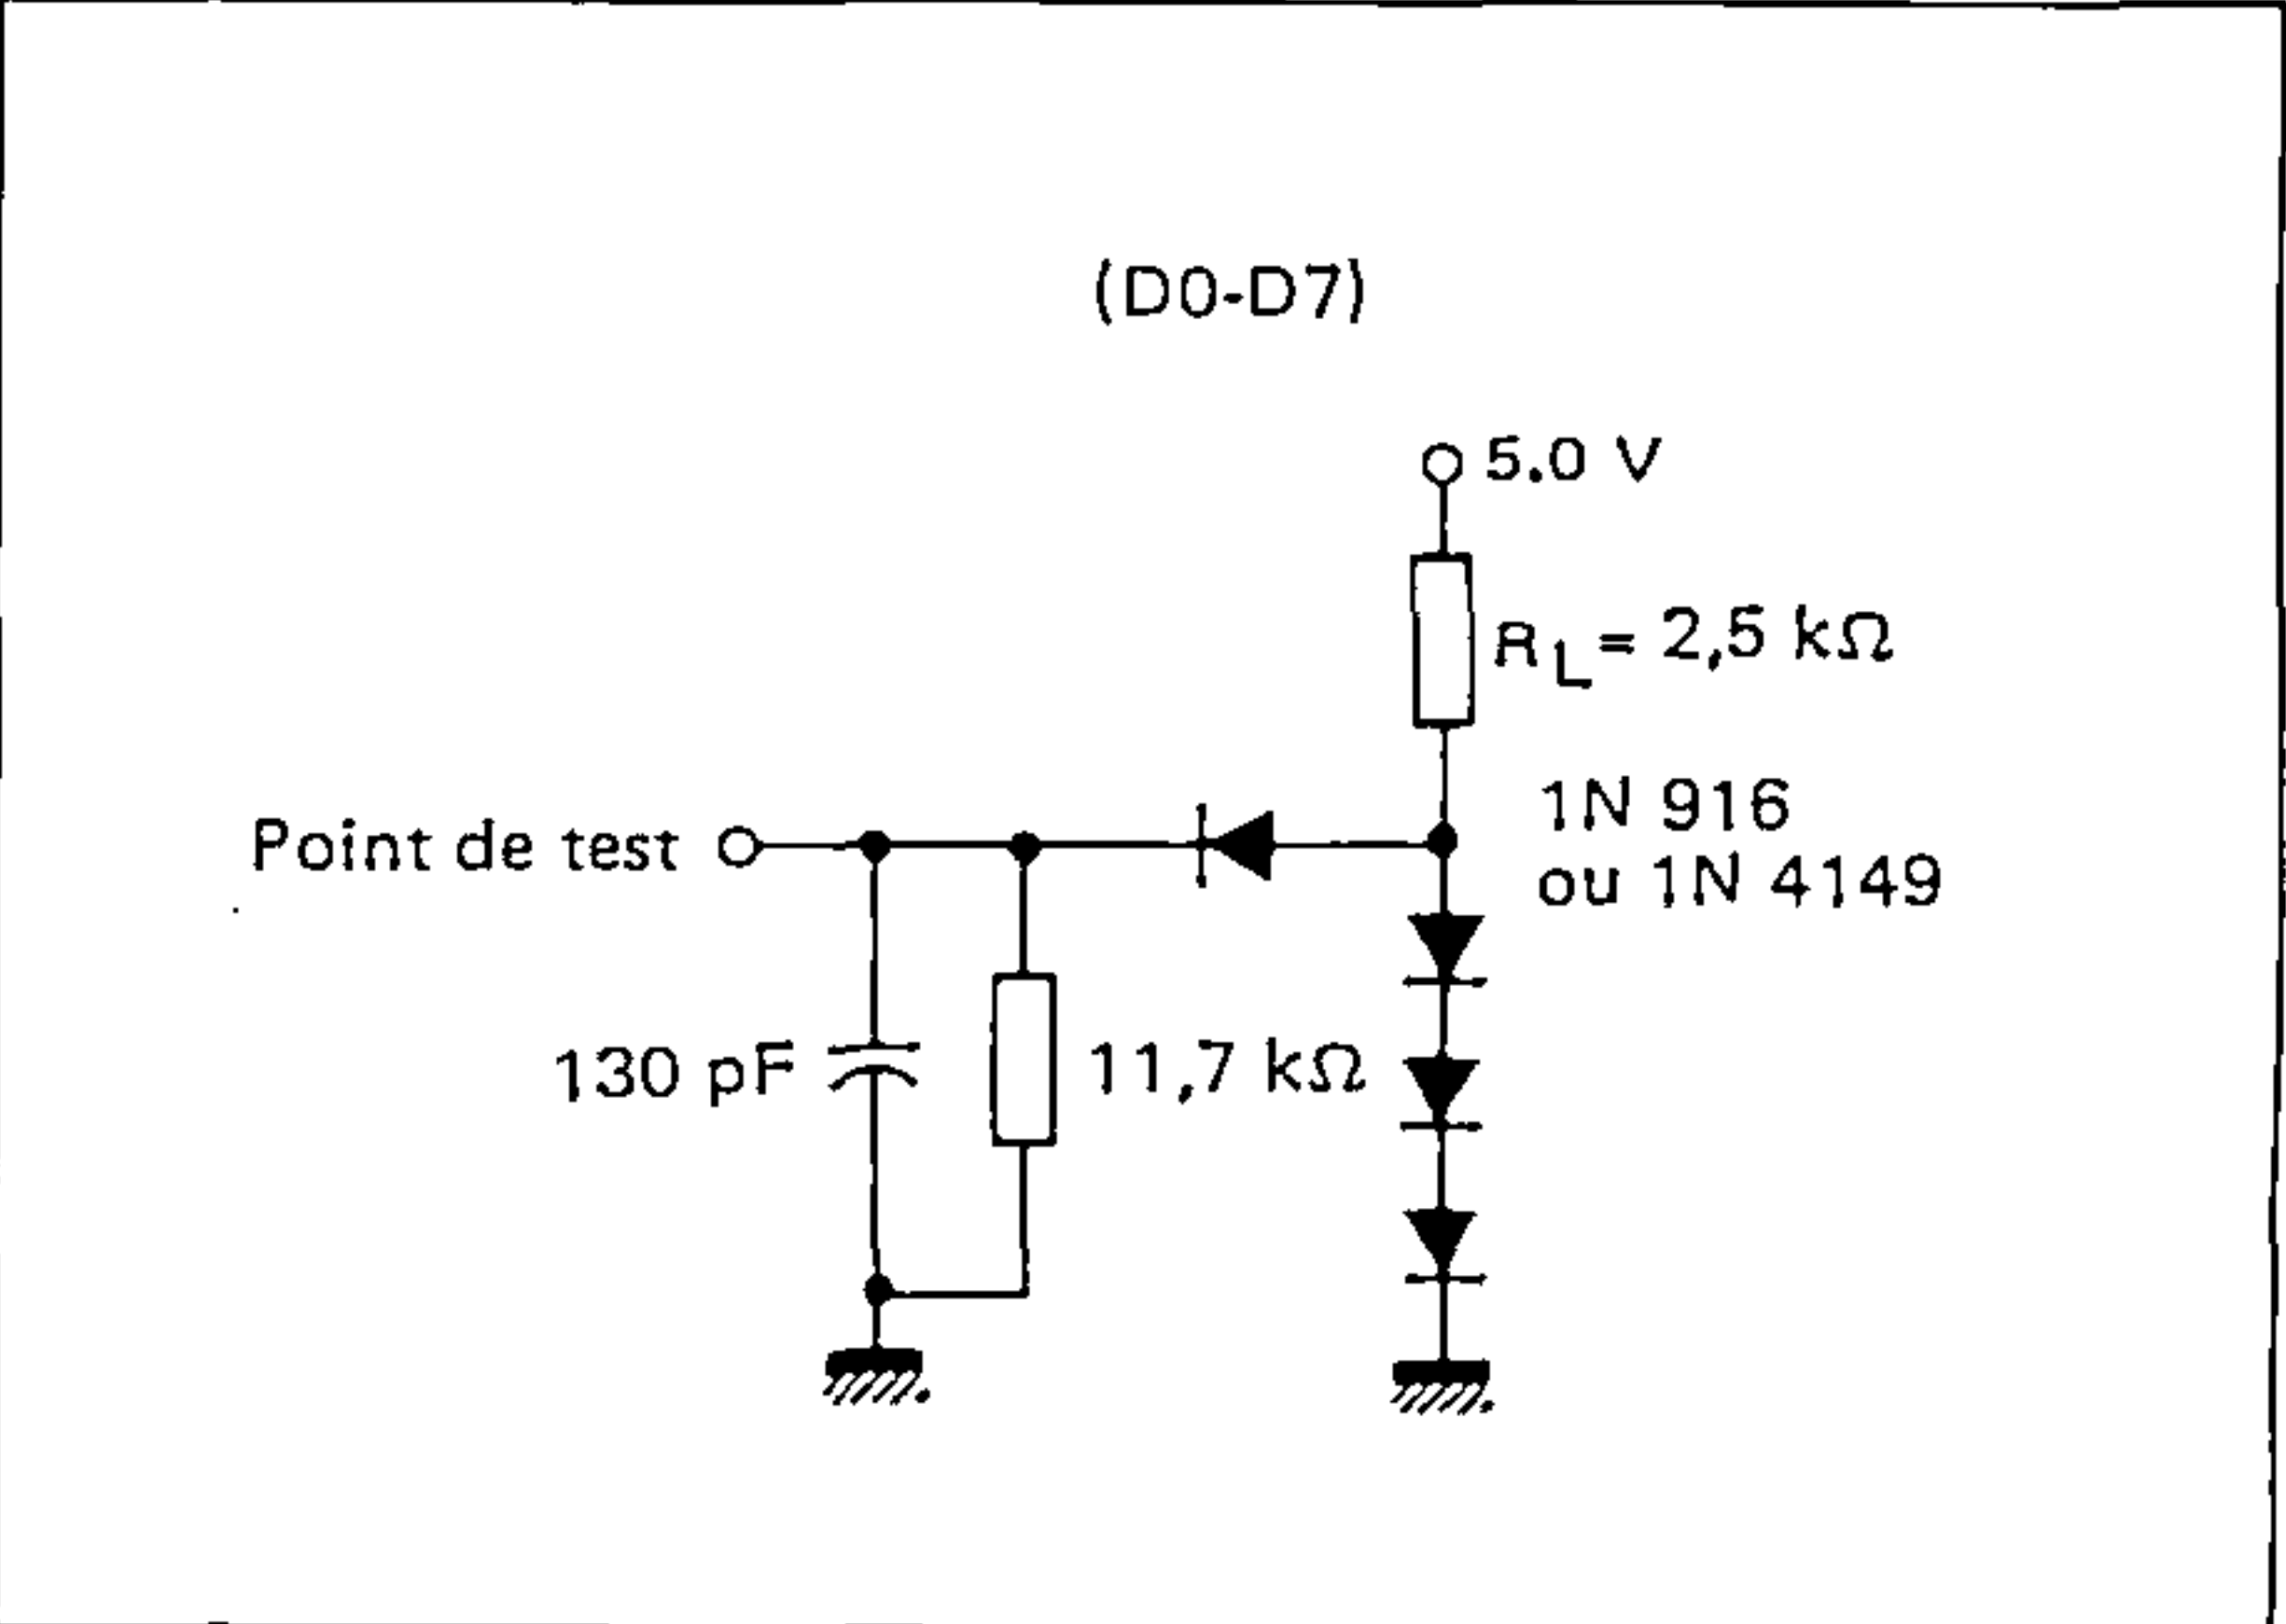 (D0-D7)
5.0 V
RL= 2,5 kΩ
1N 916
ou 1N 4149
Point de test
130 pF
11,7 kΩ